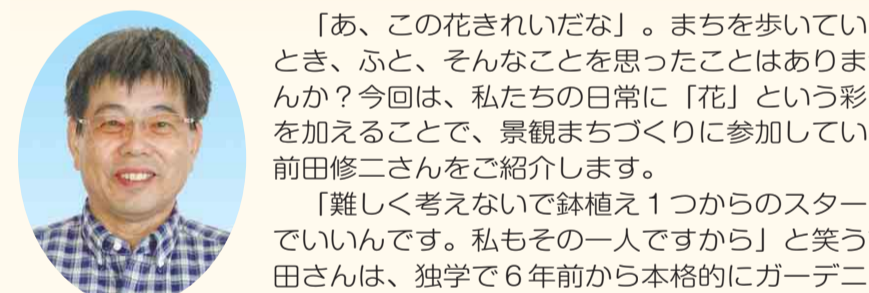 「あ、この花きれいだな」。まちを歩いてい
とき、ふと、そんなことを思ったことはありま
んか？今回は、私たちの日常に「花」という彩
を加えることで、景観まちづくりに参加してい
前田修二さんをご紹介します。
「難しく考えないで鉢植え１つからのスター
でいいんです。私もその一人ですから」と笑う
田さんは、独学で６年前から本格的にガーデニ